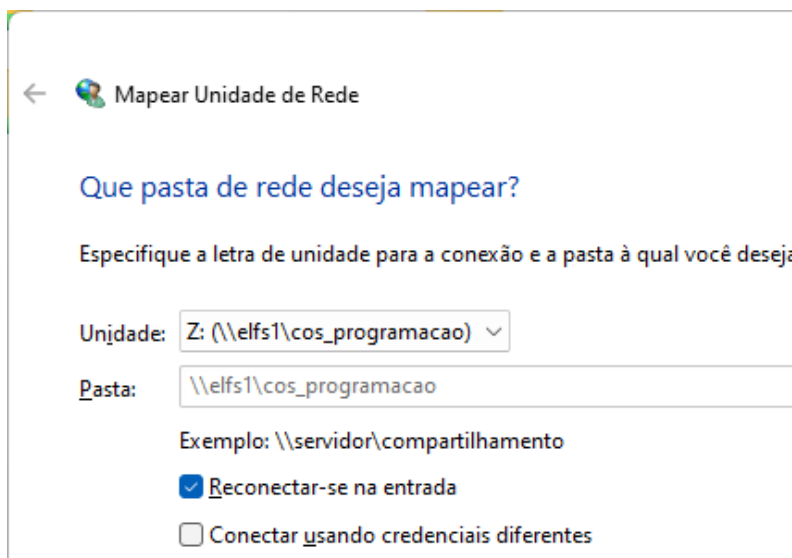 Mapear Unidade de Rede
Que pasta de rede deseja mapear?
Especifique a letra de unidade para a conexão e a pasta à qual você deseja
Unidade: Z: (\\elfs1\cos_programacao)
Pasta: \\elfs1\cos_programacao
Exemplo: \\servidor\compartilhamento
Reconectar-se na entrada
Conectar usando credenciais diferentes